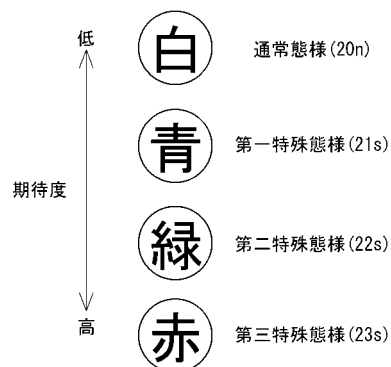 低
白 通常態様(20n)
青 第一特殊態様(21s)
期待度
緑 第二特殊態様(22s)
高
赤 第三特殊態様(23s)